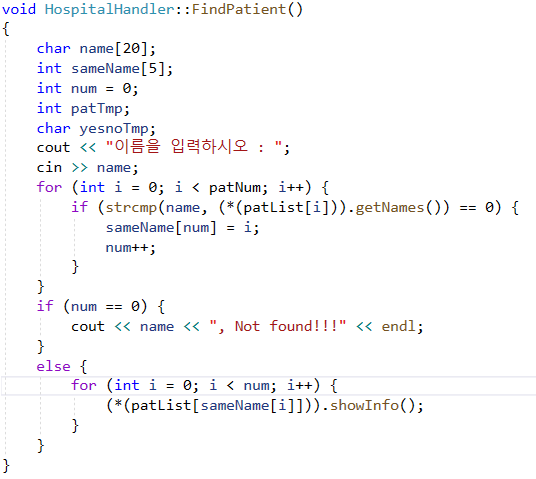 void HospitalHandler::FindPatient()
{
    char name[20];
    int sameName[5];
    int num = 0;
    int patTmp;
    char yesnoTmp;
    cout << "이름을 입력하시오 : ";
    cin >> name;
    for (int i = 0; i < patNum; i++) {
        if (strcmp(name, (*(patList[i])).getNames()) == 0) {
            sameName[num] = i;
            num++;
        }
    }
    if (num == 0) {
        cout << name << ", Not found!!!" << endl;
    }
    else {
        for (int i = 0; i < num; i++) {
            (*(patList[sameName[i]])).showInfo();
        }
    }
}